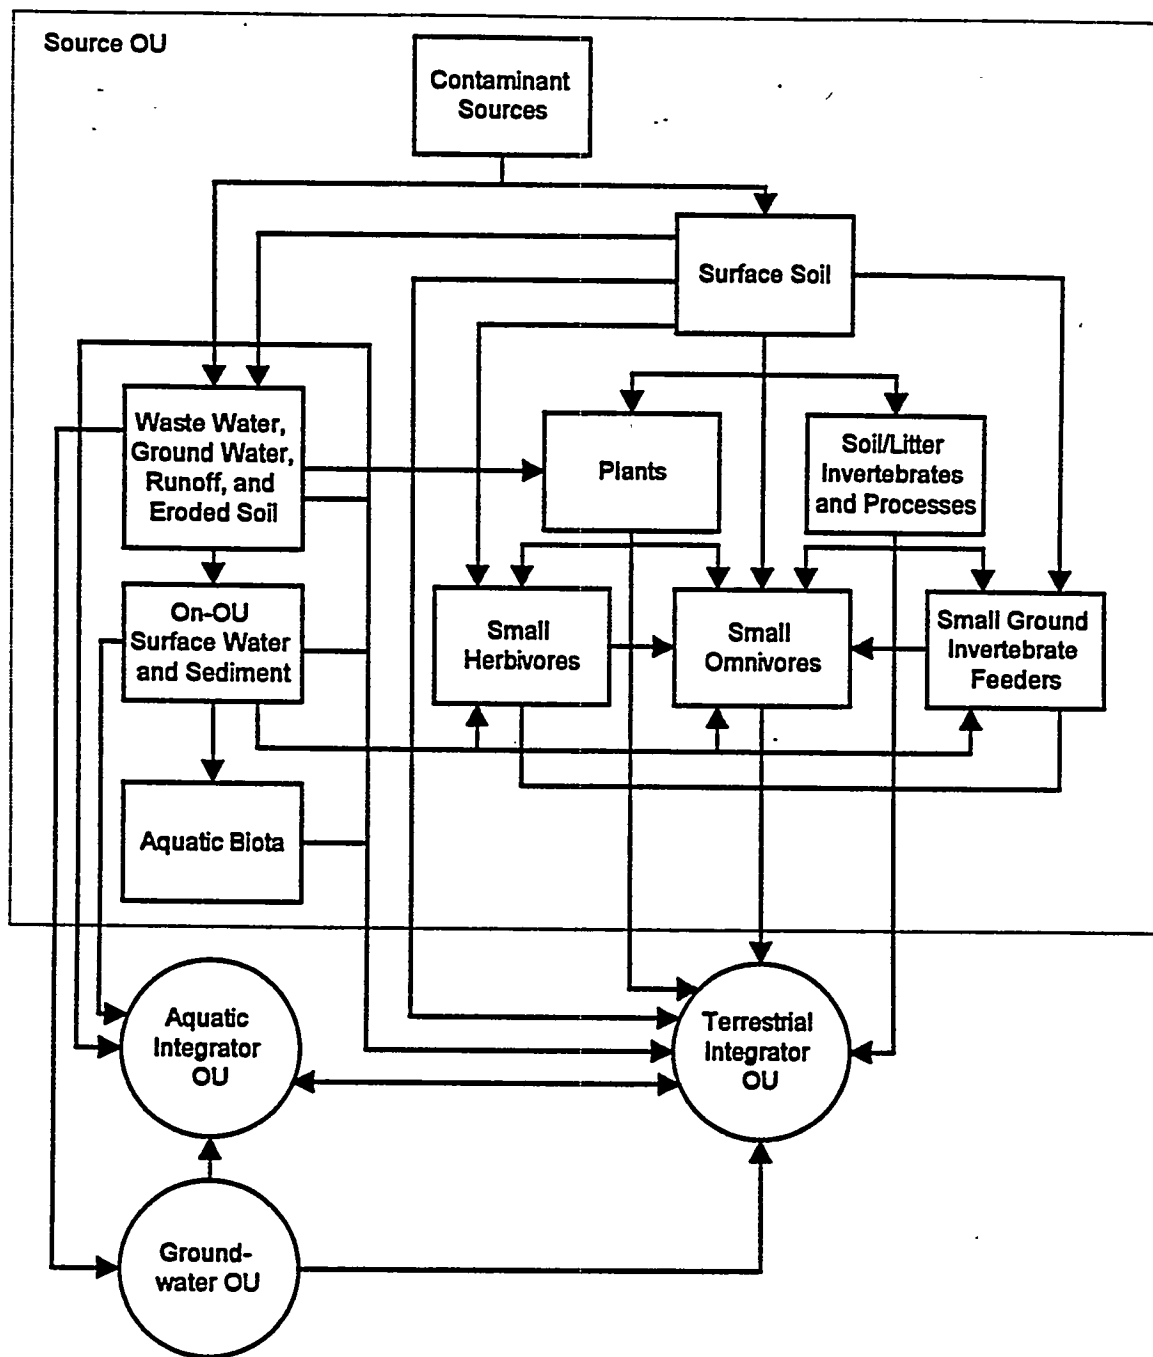 Source OU
Contaminant
Sources
Surface Soil
Waste Water,
Ground Water,
Runoff, and
Eroded Soil
Plants
Soil/Litter
Invertebrates
and Processes
On-OU
Surface Water
and Sediment
Small
Herbivores
Small
Omnivores
Small Ground
Invertebrate
Feeders
Aquatic Biota
Aquatic
Integrator
OU
Terrestrial
Integrator
OU
Ground-
water OU